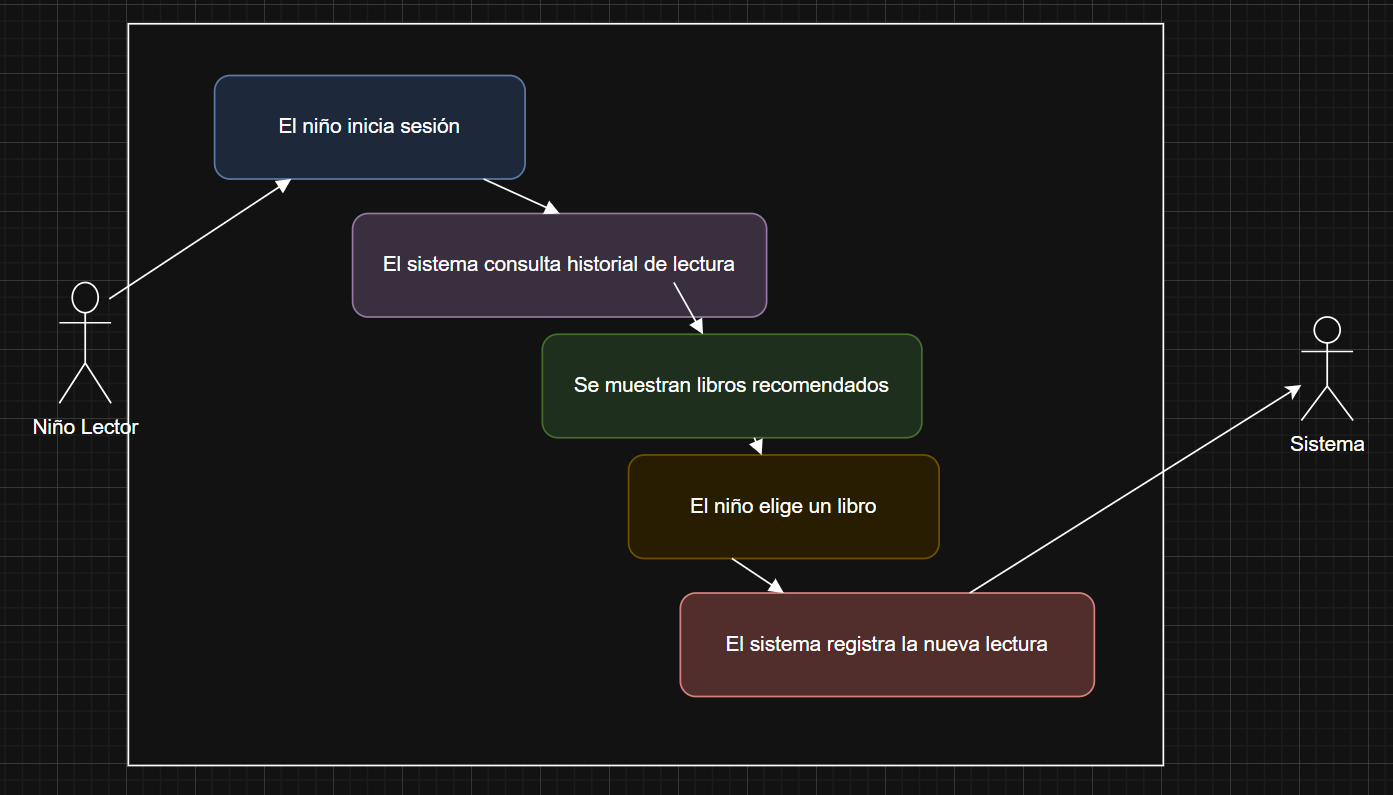 El niño inicia sesión
El sistema consulta historial de lectura
Se muestran libros recomendados
Niño Lector
Sistema
El niño elige un libro
El sistema registra la nueva lectura